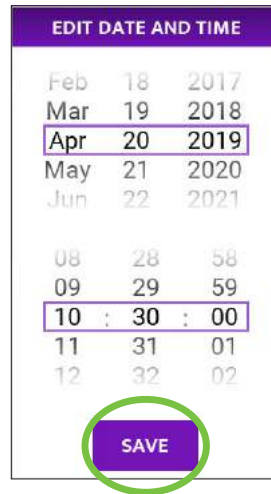 EDIT DATE AND TIME
Feb 18 2017
Mar 19 2018
Apr 20 2019
May 21 2020
Jun 22 2021
08 28 58
09 29 59
10 : 30 : 00
11 31 01
12 32 02
SAVE